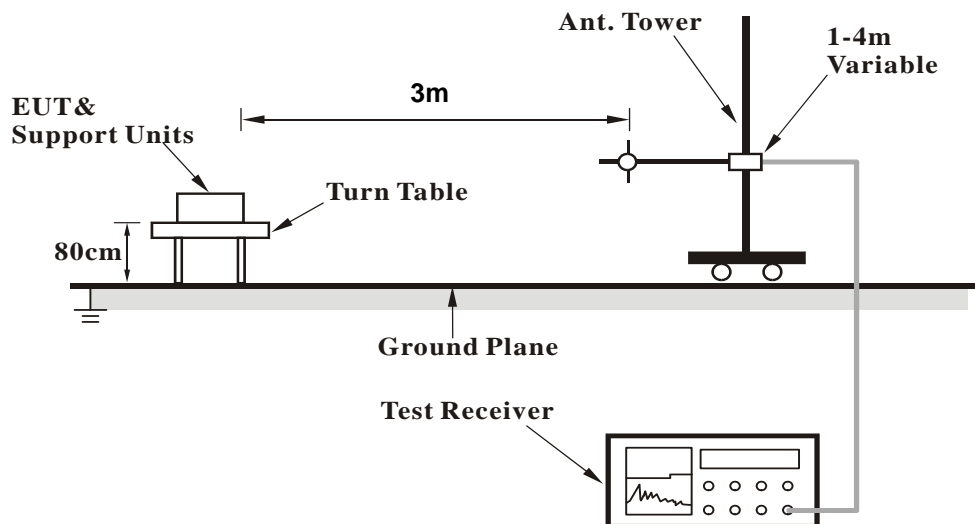 Ant. Tower
1-4m
Variable
3m
EUT&
Support Units
Turn Table
80cm
Ground Plane
Test Receiver